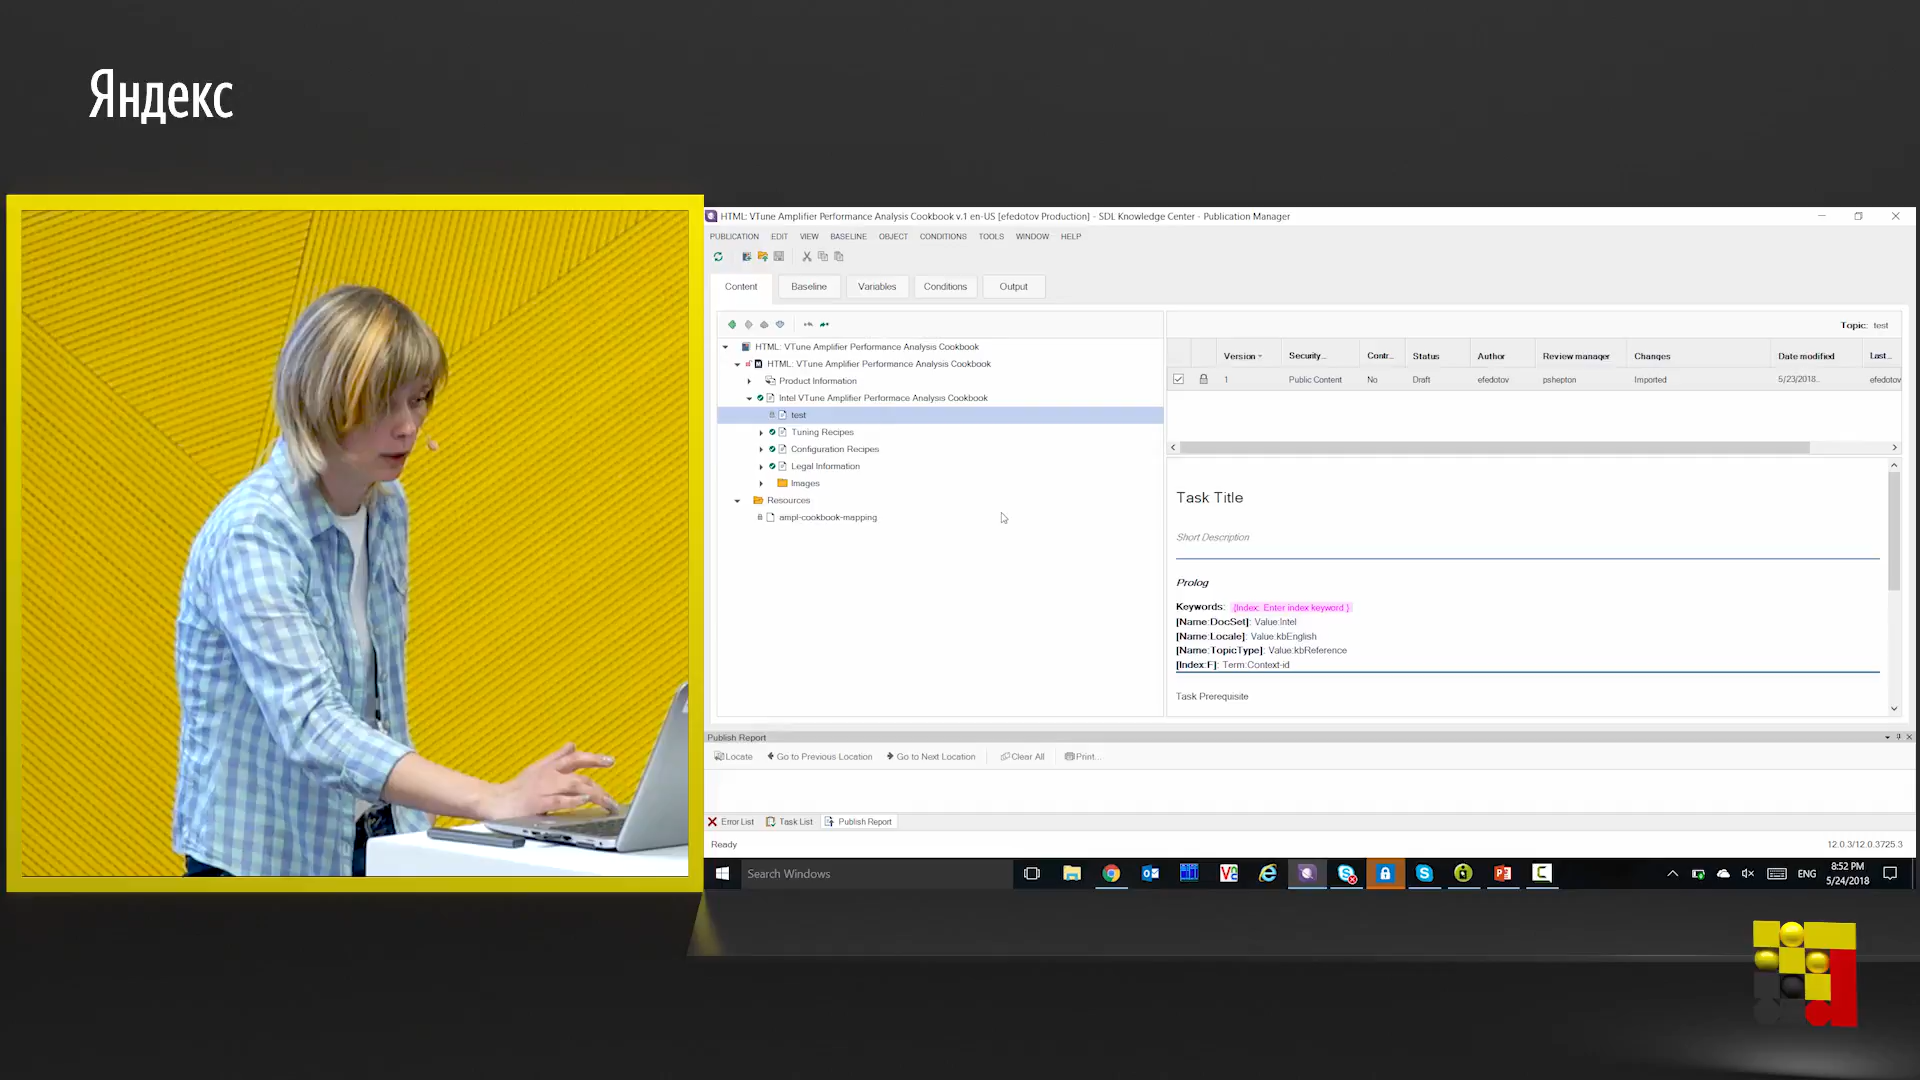 Яндекс
HTML: VTune Amplifier Performance Analysis Cookbook v.1 en-US [efedotov Production] - SDL Knowledge Center - Publication Manager
PUBLICATION EDIT VIEW BASELINE OBJECT CONDITIONS TOOLS WINDOW HELP
Content Baseline Variables Conditions Output
HTML: VTune Amplifier Performance Analysis Cookbook
HTML: VTune Amplifier Performance Analysis Cookbook
Product Information
Intel VTune Amplifier Performace Analysis Cookbook
test
Tuning Recipes
Configuration Recipes
Legal Information
Images
Resources
ampl-cookbook-mapping
Topic: test
Version Security... Contr... Status Author Review manager Changes Date modified Last...
1 Public Content No Draft efedotov pshepton Imported 5/23/2018... efedotov
Task Title
Short Description
Prolog
Keywords: {Index: Enter index keyword }
[Name:DocSet]: Value:Intel
[Name:Locale]: Value:kbEnglish
[Name:TopicType]: Value:kbReference
[Index:F]: Term:Context-id
Task Prerequisite
Publish Report
Locate Go to Previous Location Go to Next Location Clear All Print...
Error List Task List Publish Report
Ready
12.0.3/12.0.3725.3
Search Windows
ENG
8:52 PM
5/24/2018